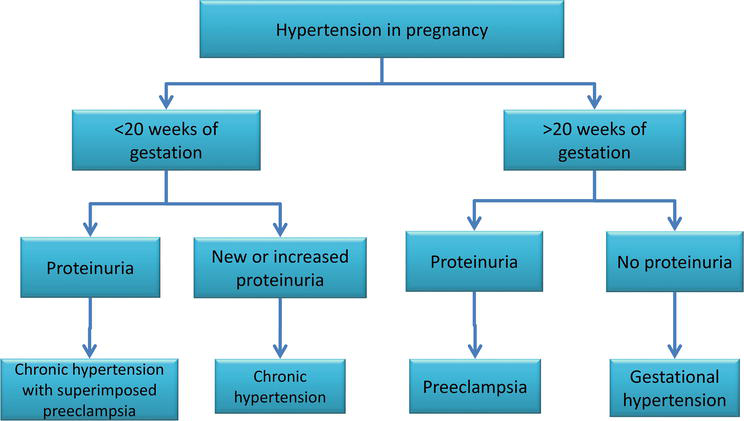 Hypertension in pregnancy
<20 weeks of
gestation
>20 weeks of
gestation
Proteinuria
New or increased
proteinuria
Proteinuria
No proteinuria
Chronic hypertension
with superimposed
preeclampsia
Chronic
hypertension
Preeclampsia
Gestational
hypertension